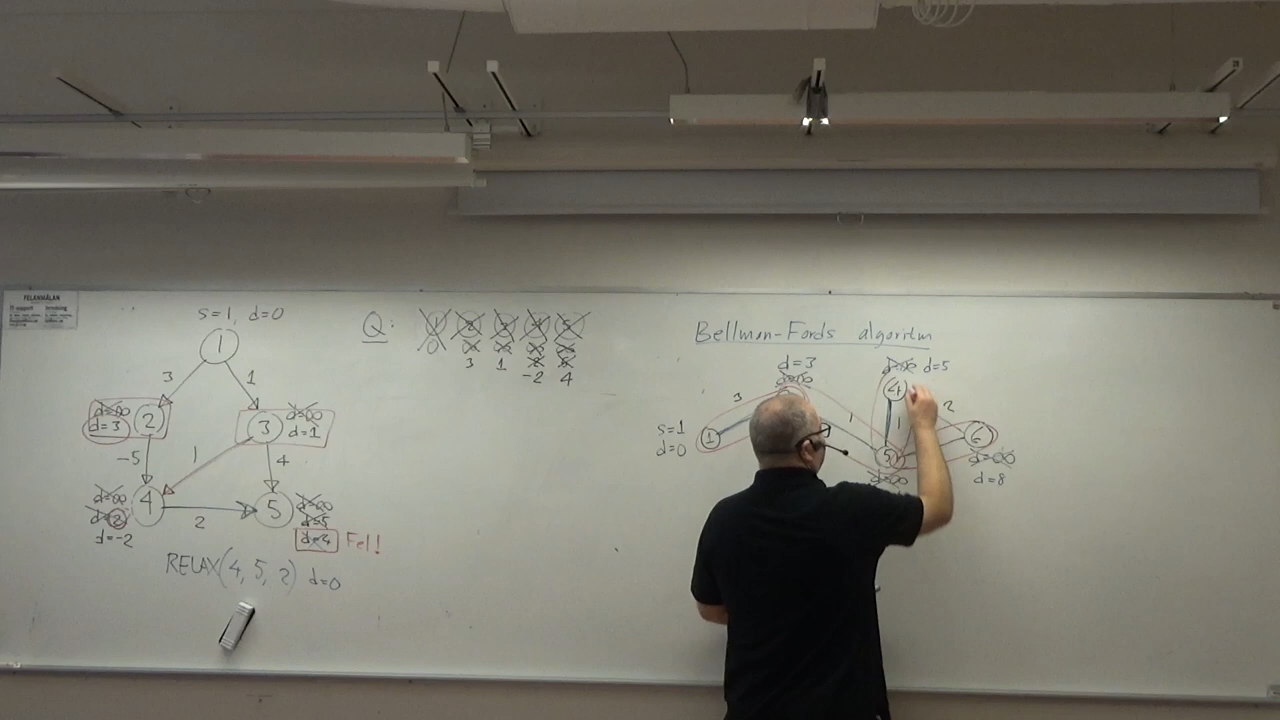 FELANMÄLAN
s=1, d=0
1
3
1
d=∞
d=3
2
3
d=∞
d=1
-5
1
4
d=∞
d=2
d=-2
4
2
5
d=∞
d=5
d=4
Fel!
RELAX(4, 5, 2) d=0
Q: 1 2 3 4 5
0 ∞ ∞ ∞ ∞
3 1 -2 4
Bellman-Fords algoritm
d=3
d=∞
d=∞ d=5
3
4
s=1
d=0
1
1
1
2
5
6
d=∞
d=∞
d=8